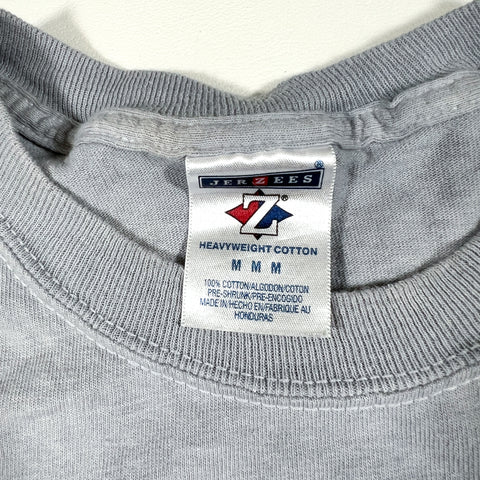 ®
JERZEES
Z®
HEAVYWEIGHT COTTON
M M M
100% COTTON/ALGODON/COTON
PRE-SHRUNK/PRE-ENCOGIDO
MADE IN/HECHO EN/FABRIQUE AU
HONDURAS